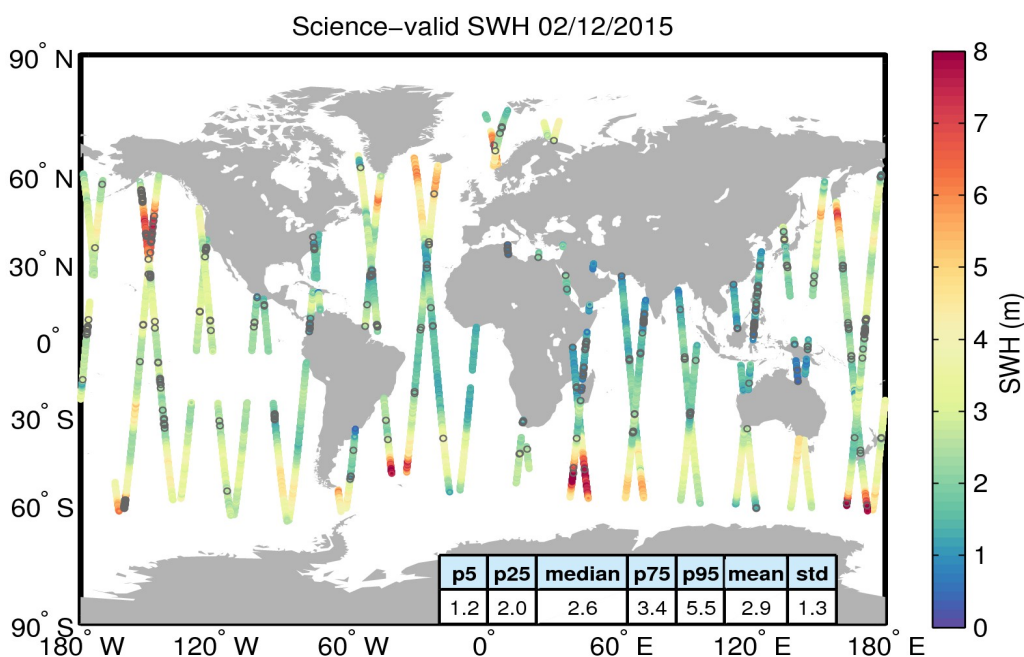 Science−valid SWH 02/12/2015
90° N
60° N
30° N
0°
30° S
60° S
90° S
180° W 120° W 60° W 0° 60° E 120° E 180° E
p5 p25 median p75 p95 mean std
1.2 2.0 2.6 3.4 5.5 2.9 1.3
8
7
6
5
4
3
2
1
0
SWH (m)